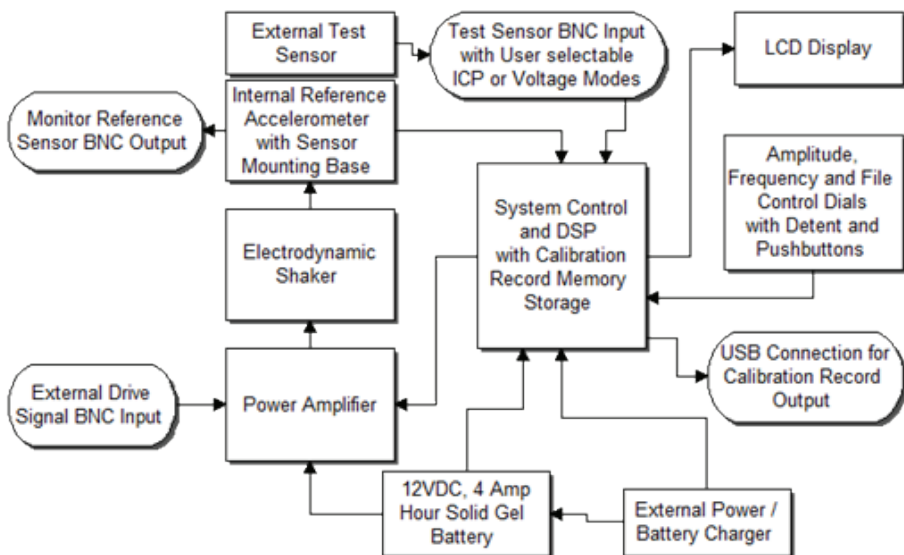 External Test
Sensor
Test Sensor BNC Input
with User selectable
ICP or Voltage Modes
LCD Display
Monitor Reference
Sensor BNC Output
Internal Reference
Accelerometer
with Sensor
Mounting Base
Amplitude,
Frequency and File
Control Dials
with Detent and
Pushbuttons
Electrodynamic
Shaker
System Control
and DSP
with Calibration
Record Memory
Storage
External Drive
Signal BNC Input
Power Amplifier
USB Connection for
Calibration Record
Output
12VDC, 4 Amp
Hour Solid Gel
Battery
External Power /
Battery Charger